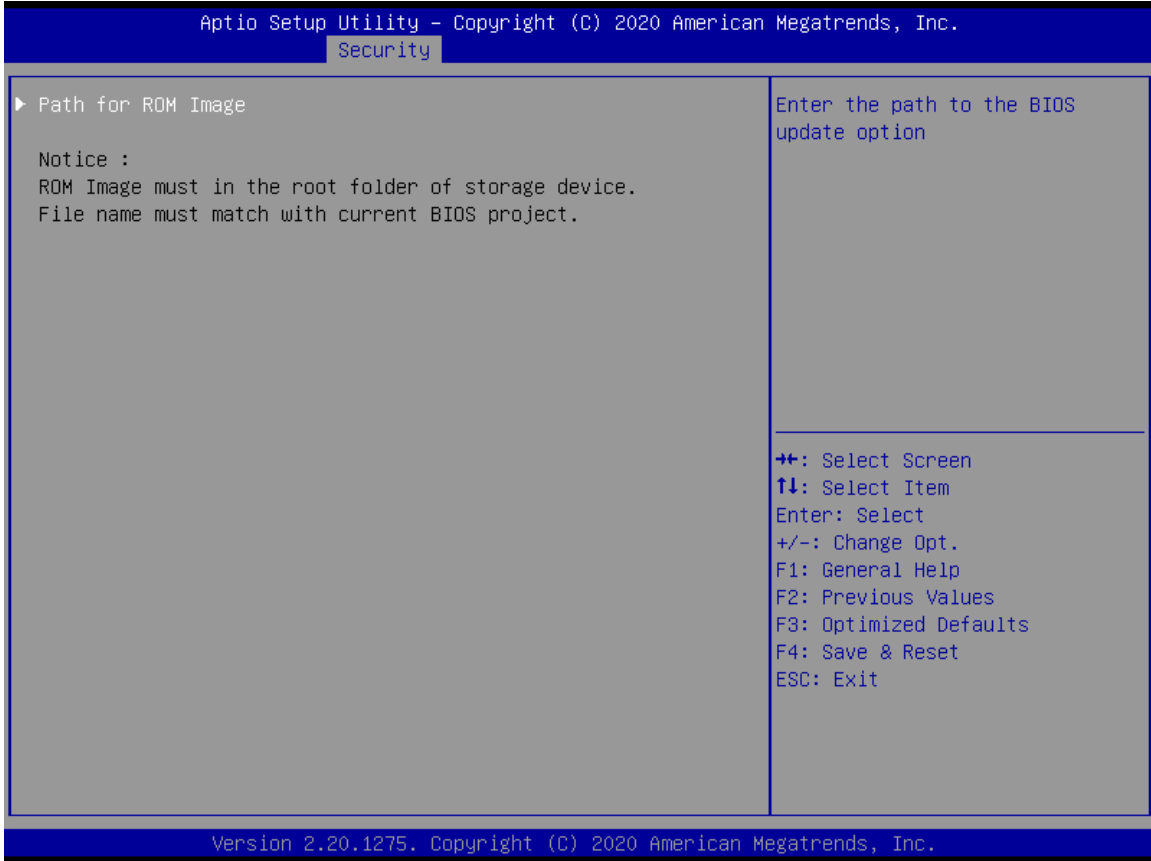 Aptio Setup Utility – Copyright (C) 2020 American Megatrends, Inc.
Security
▶ Path for ROM Image
Notice :
ROM Image must in the root folder of storage device.
File name must match with current BIOS project.
Enter the path to the BIOS
update option
→←: Select Screen
↑↓: Select Item
Enter: Select
+/-: Change Opt.
F1: General Help
F2: Previous Values
F3: Optimized Defaults
F4: Save & Reset
ESC: Exit
Version 2.20.1275. Copyright (C) 2020 American Megatrends, Inc.